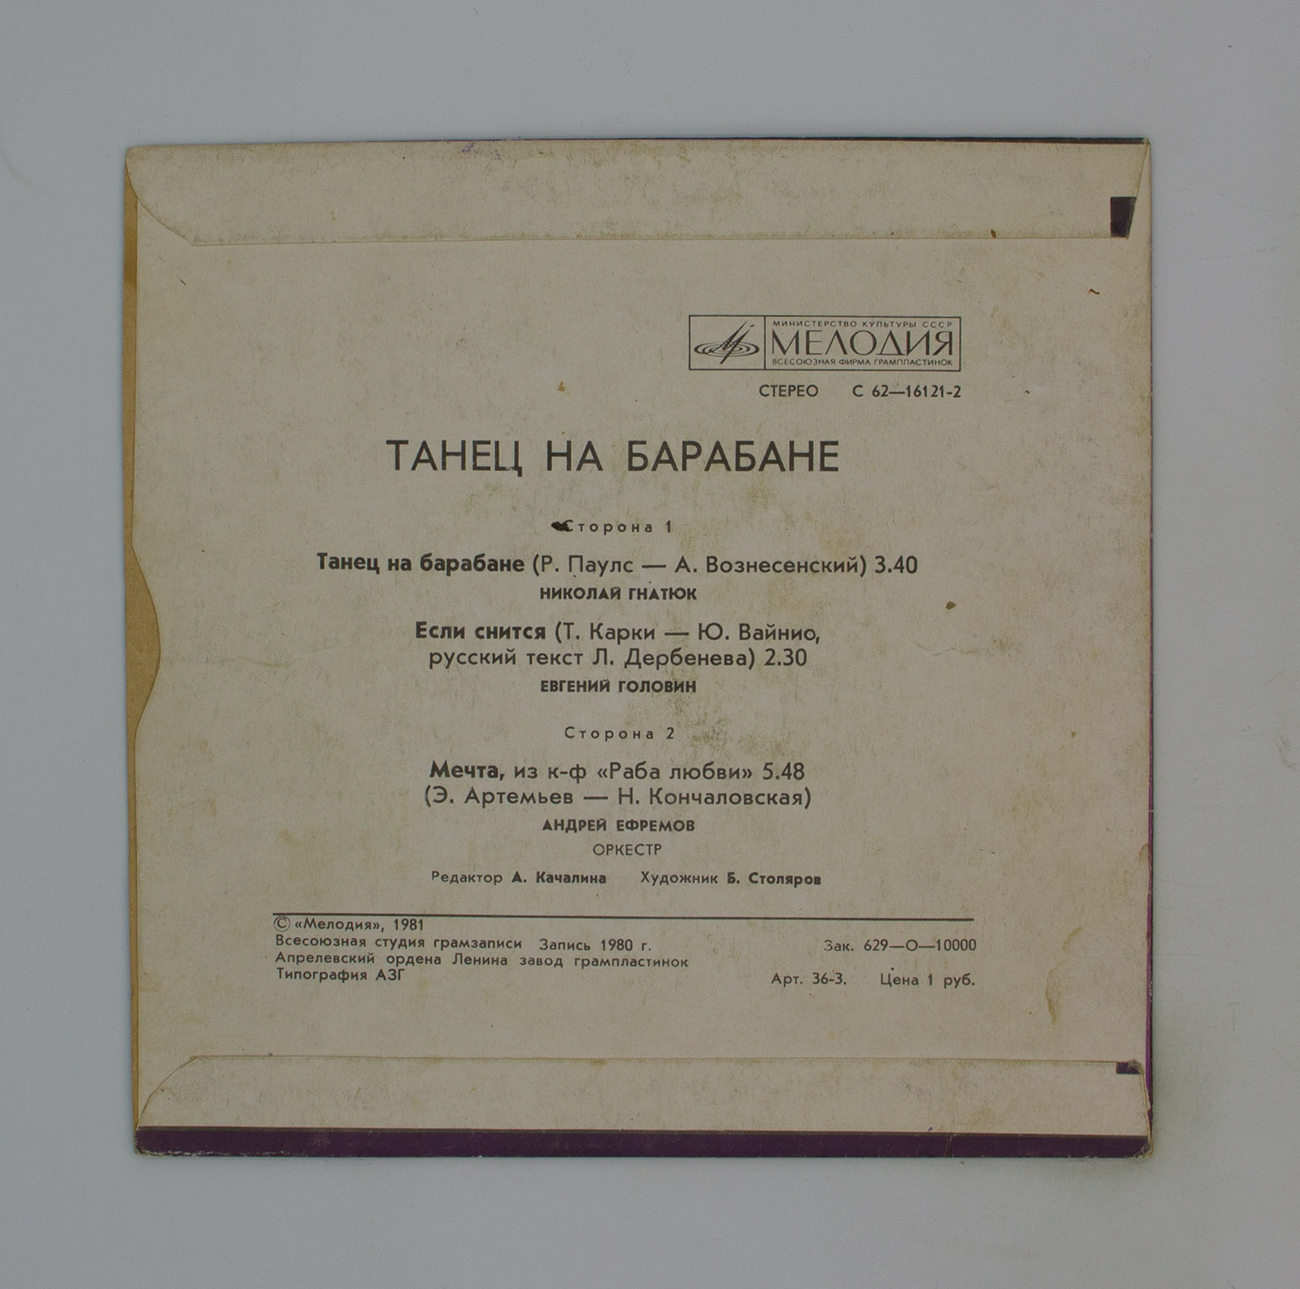 МИНИСТЕРСТВО КУЛЬТУРЫ СССР
МЕЛОДИЯ
ВСЕСОЮЗНАЯ ФИРМА ГРАМПЛАСТИНОК
СТЕРЕО С 62—16121-2
ТАНЕЦ НА БАРАБАНЕ
Сторона 1
Танец на барабане (Р. Паулс — А. Вознесенский) 3.40
НИКОЛАЙ ГНАТЮК
Если снится (Т. Карки — Ю. Вайнио,
русский текст Л. Дербенева) 2.30
ЕВГЕНИЙ ГОЛОВИН
Сторона 2
Мечта, из к-ф «Раба любви» 5.48
(Э. Артемьев — Н. Кончаловская)
АНДРЕЙ ЕФРЕМОВ
ОРКЕСТР
Редактор А. Качалина Художник Б. Столяров
© «Мелодия», 1981
Всесоюзная студия грамзаписи Запись 1980 г. Зак. 629—О—10000
Апрелевский ордена Ленина завод грампластинок
Типография АЗГ Арт. 36-3. Цена 1 руб.